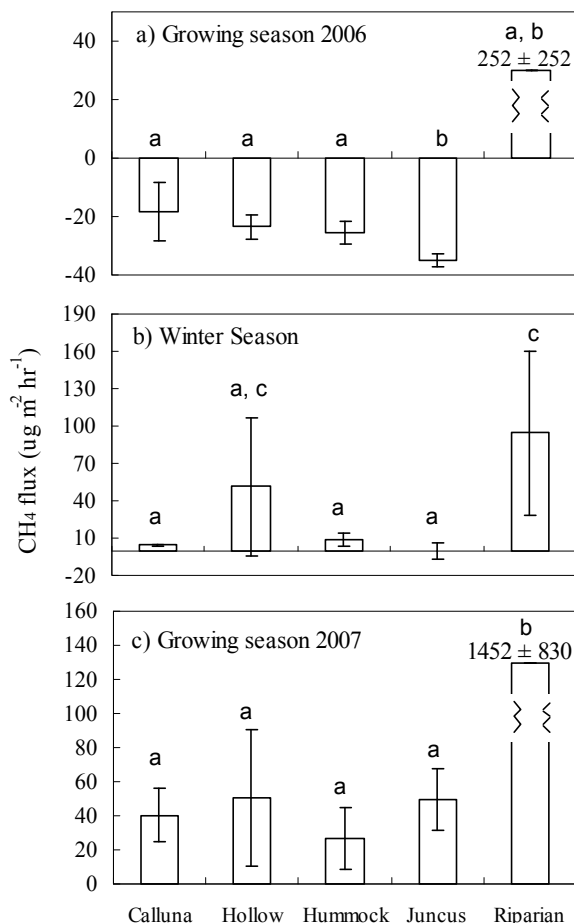 a) Growing season 2006
a, b
252 ± 252
40
20
0
-20
-40
a
a
a
b
b) Winter Season
190
160
130
100
70
40
10
-20
a
a, c
a
a
c
CH4 flux (ug m-2 hr-1)
c) Growing season 2007
b
1452 ± 830
160
140
120
100
80
60
40
20
0
a
a
a
a
Calluna Hollow Hummock Juncus Riparian